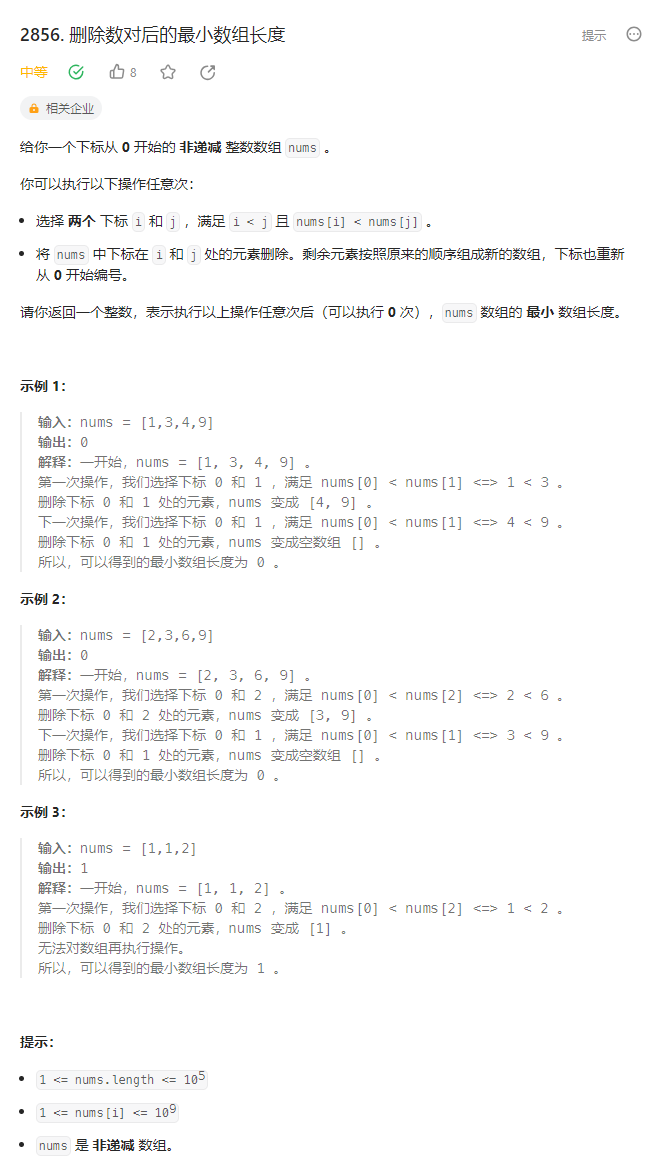 2856. 删除数对后的最小数组长度
提示
中等
8
相关企业
给你一个下标从 0 开始的 非递减 整数数组 nums 。
你可以执行以下操作任意次：
选择 两个 下标 i 和 j ，满足 i < j 且 nums[i] < nums[j] 。
将 nums 中下标在 i 和 j 处的元素删除。剩余元素按照原来的顺序组成新的数组，下标也重新
从 0 开始编号。
请你返回一个整数，表示执行以上操作任意次后（可以执行 0 次），nums 数组的 最小 数组长度。
示例 1：
输入：nums = [1,3,4,9]
输出：0
解释：一开始，nums = [1, 3, 4, 9] 。
第一次操作，我们选择下标 0 和 1 ，满足 nums[0] < nums[1] <=> 1 < 3 。
删除下标 0 和 1 处的元素，nums 变成 [4, 9] 。
下一次操作，我们选择下标 0 和 1 ，满足 nums[0] < nums[1] <=> 4 < 9 。
删除下标 0 和 1 处的元素，nums 变成空数组 [] 。
所以，可以得到的最小数组长度为 0 。
示例 2：
输入：nums = [2,3,6,9]
输出：0
解释：一开始，nums = [2, 3, 6, 9] 。
第一次操作，我们选择下标 0 和 2 ，满足 nums[0] < nums[2] <=> 2 < 6 。
删除下标 0 和 2 处的元素，nums 变成 [3, 9] 。
下一次操作，我们选择下标 0 和 1 ，满足 nums[0] < nums[1] <=> 3 < 9 。
删除下标 0 和 1 处的元素，nums 变成空数组 [] 。
所以，可以得到的最小数组长度为 0 。
示例 3：
输入：nums = [1,1,2]
输出：1
解释：一开始，nums = [1, 1, 2] 。
第一次操作，我们选择下标 0 和 2 ，满足 nums[0] < nums[2] <=> 1 < 2 。
删除下标 0 和 2 处的元素，nums 变成 [1] 。
无法对数组再执行操作。
所以，可以得到的最小数组长度为 1 。
提示：
1 <= nums.length <= 10⁵
1 <= nums[i] <= 10⁹
nums 是 非递减 数组。